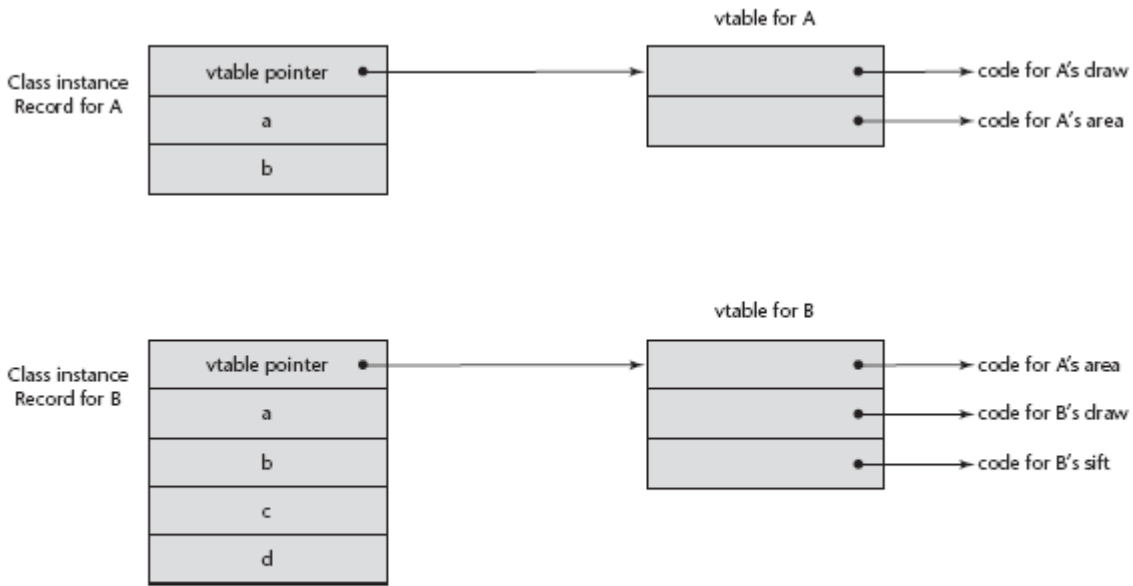 vtable for A
Class instance
Record for A
vtable pointer
a
b
code for A's draw
code for A's area
vtable for B
Class instance
Record for B
vtable pointer
a
b
c
d
code for A's area
code for B's draw
code for B's sift